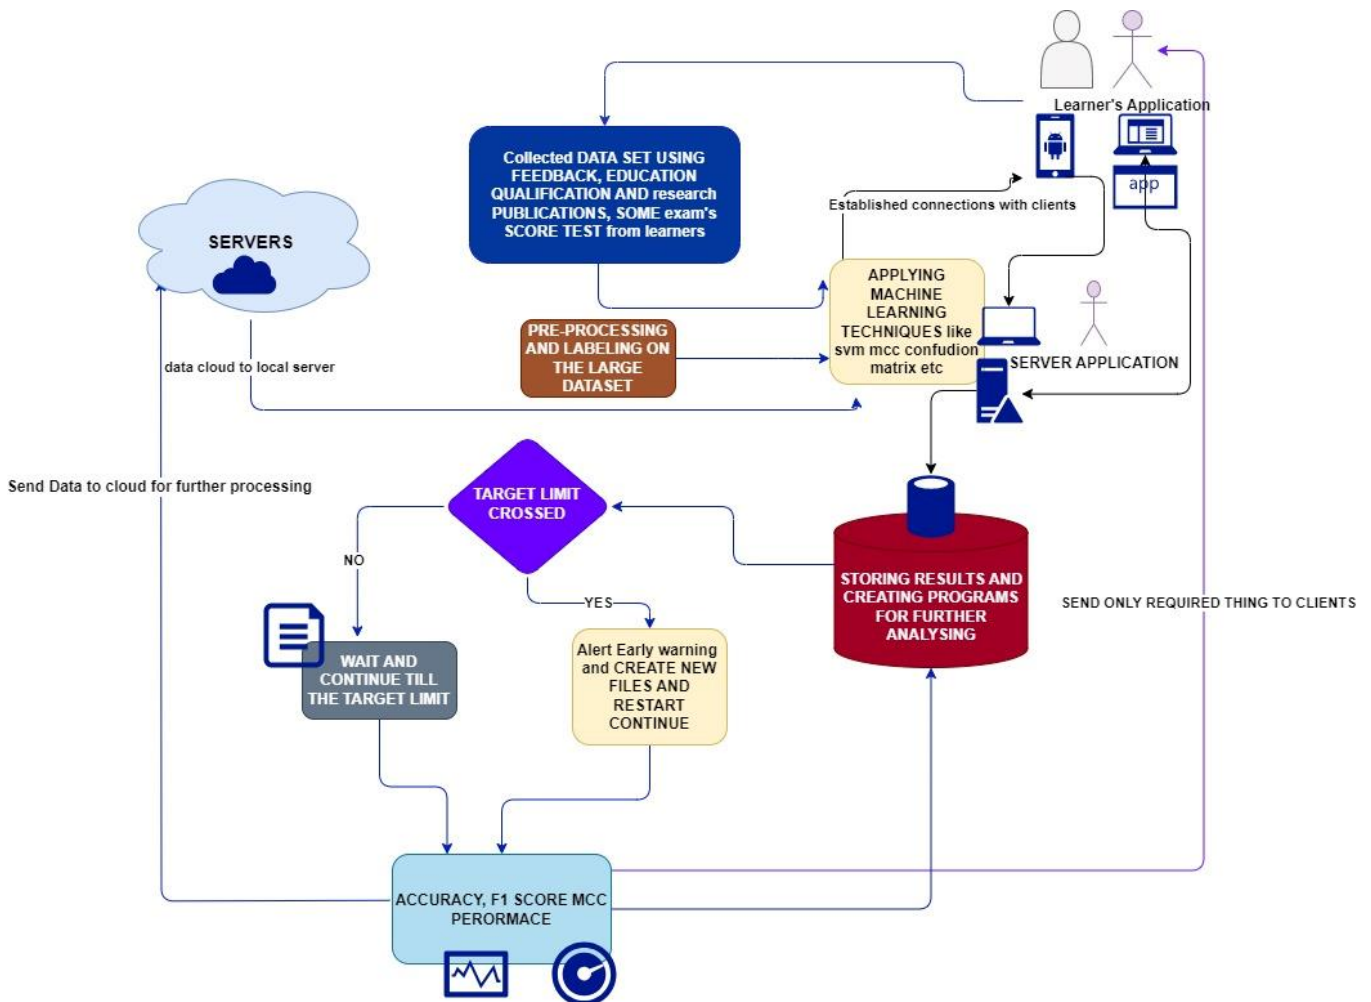 Learner's Application
app
Collected DATA SET USING
FEEDBACK, EDUCATION
QUALIFICATION AND research
PUBLICATIONS, SOME exam's
SCORE TEST from learners
Established connections with clients
SERVERS
APPLYING
MACHINE
LEARNING
TECHNIQUES like
svm mcc confudion
matrix etc
PRE-PROCESSING
AND LABELING ON
THE LARGE
DATASET
SERVER APPLICATION
data cloud to local server
Send Data to cloud for further processing
TARGET LIMIT
CROSSED
NO
YES
STORING RESULTS AND
CREATING PROGRAMS
FOR FURTHER
ANALYSING
SEND ONLY REQUIRED THING TO CLIENTS
WAIT AND
CONTINUE TILL
THE TARGET LIMIT
Alert Early warning
and CREATE NEW
FILES AND
RESTART
CONTINUE
ACCURACY, F1 SCORE MCC
PERORMACE